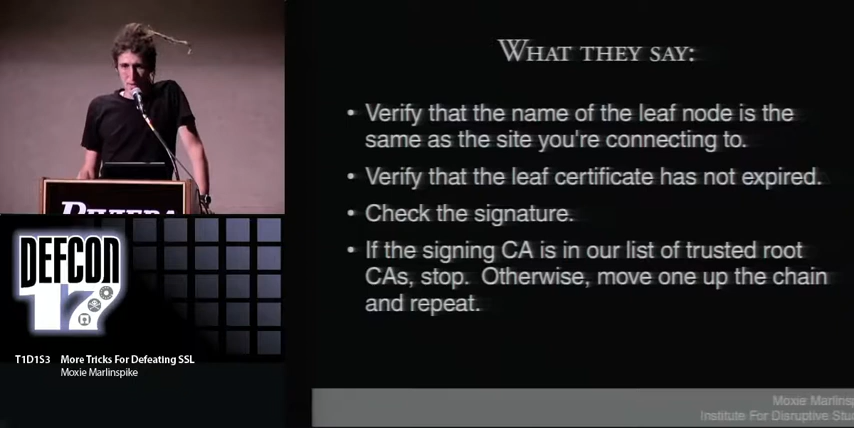 WHAT THEY SAY:
• Verify that the name of the leaf node is the
same as the site you're connecting to.
• Verify that the leaf certificate has not expired.
• Check the signature.
• If the signing CA is in our list of trusted root
CAs, stop. Otherwise, move one up the chain
and repeat.
RIVIERA
DEFCON
17
T1D1S3 More Tricks For Defeating SSL
Moxie Marlinspike
Moxie Marlinsp
Institute For Disruptive Stu